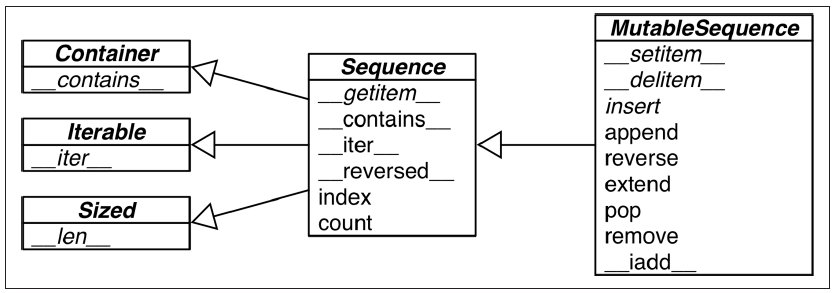 Container
__contains__
Iterable
__iter__
Sized
__len__
Sequence
__getitem__
__contains__
__iter__
__reversed__
index
count
MutableSequence
__setitem__
__delitem__
insert
append
reverse
extend
pop
remove
__iadd__